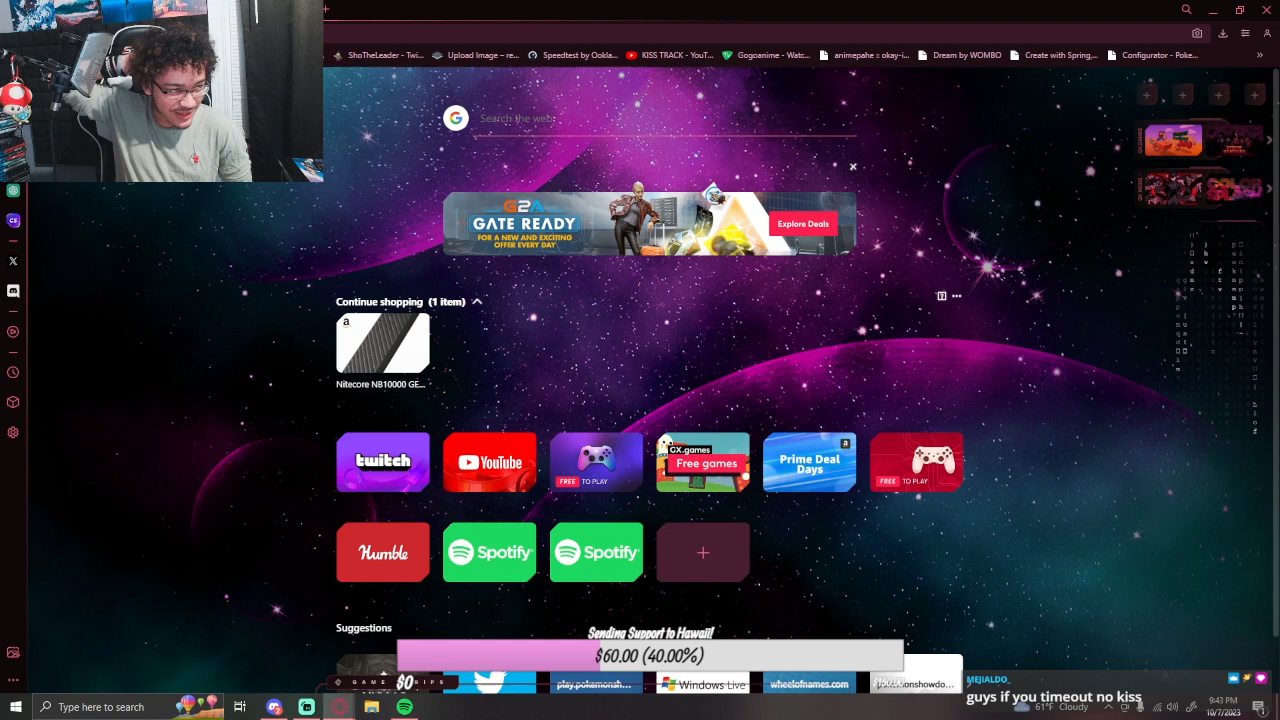 ShoTheLeader - Twi...
Upload Image -- re...
Speedtest by Ookla...
KISS TRACK - YouT...
Gogoanime - Watc...
animepahe :: okay-i...
Dream by WOMBO
Create with Spring,...
Configurator - Poke...
Search the web
G2A
GATE READY
FOR A NEW AND EXCITING
OFFER EVERY DAY
Explore Deals
Continue shopping (1 item)
Nitecore NB10000 GE...
twitch
YouTube
FREE TO PLAY
GX.games
Free games
Prime Deal
Days
FREE TO PLAY
Humble
Spotify
Spotify
Suggestions
Sending Support to Hawaii!
$60.00 (40.00%)
$0
$150.00
play.pokemonsh...
Windows Live
wheelofnames.com
MEJIALDO_
guys if you timeout no kiss
Type here to search
61°F Cloudy
9:43 PM
10/7/2023